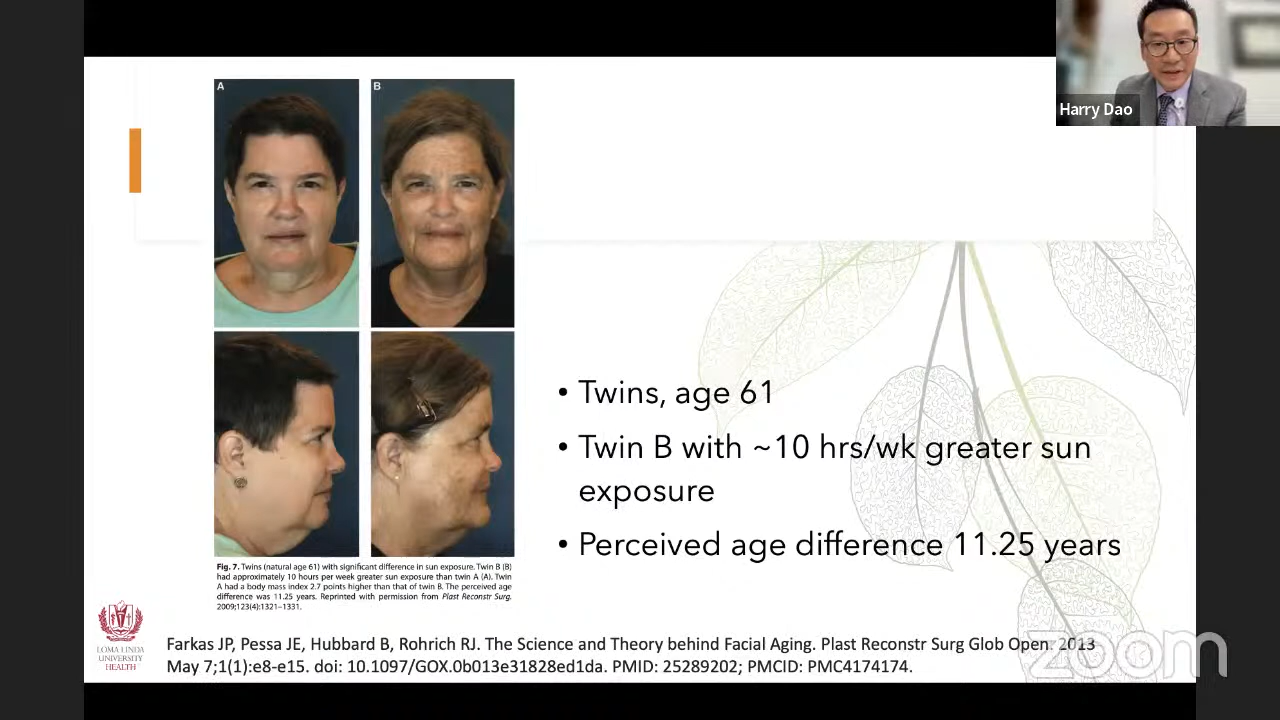 A
B
Harry Dao
• Twins, age 61
• Twin B with ~10 hrs/wk greater sun
exposure
• Perceived age difference 11.25 years
Fig. 7. Twins (natural age 61) with significant difference in sun exposure. Twin B (B)
had approximately 10 hours per week greater sun exposure than twin A (A). Twin
A had a body mass index 2.7 points higher than that of twin B. The perceived age
difference was 11.25 years. Reprinted with permission from Plast Reconstr Surg.
2009;123(4):1321–1331.
LOMA LINDA
UNIVERSITY
HEALTH
Farkas JP, Pessa JE, Hubbard B, Rohrich RJ. The Science and Theory behind Facial Aging. Plast Reconstr Surg Glob Open. 2013
May 7;1(1):e8-e15. doi: 10.1097/GOX.0b013e31828ed1da. PMID: 25289202; PMCID: PMC4174174.
zoom